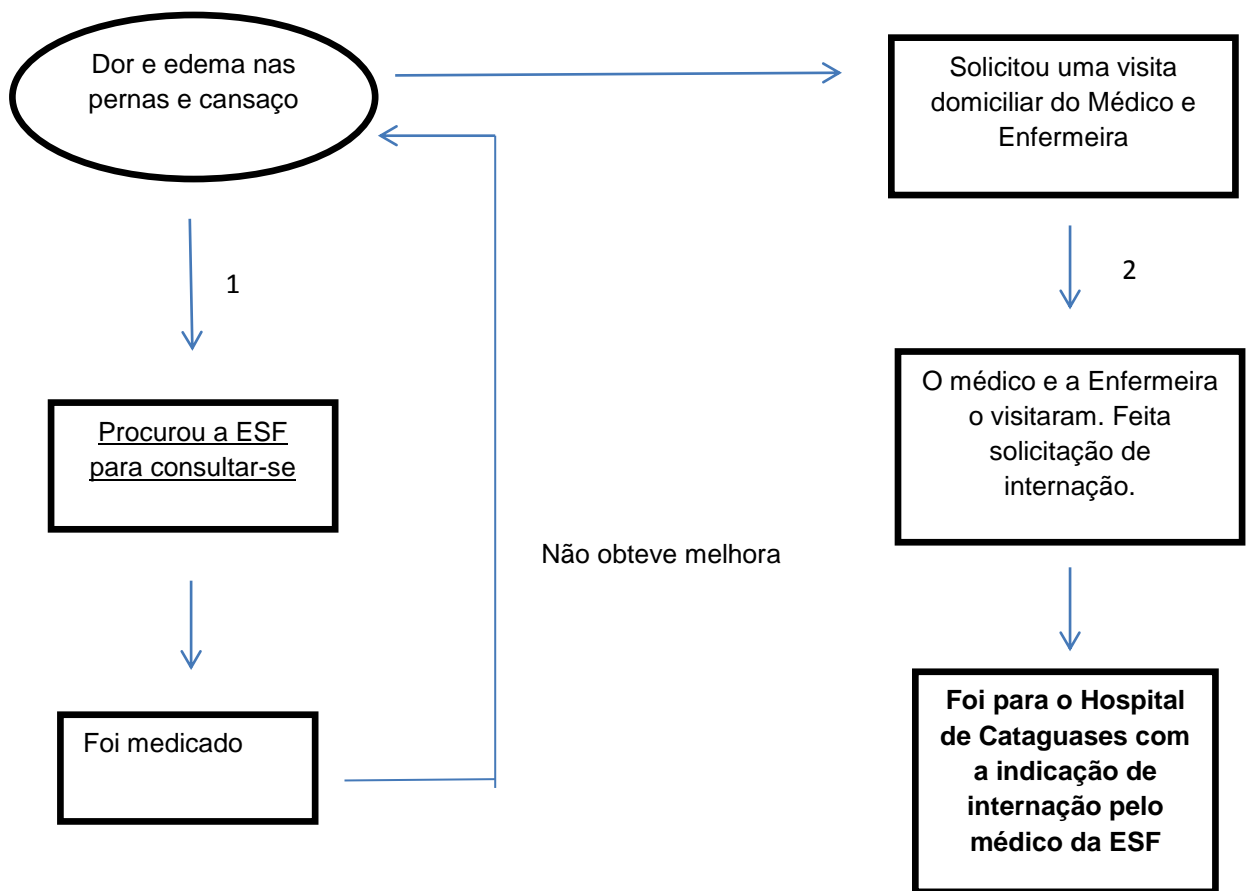 Dor e edema nas
pernas e cansaço
1
Procurou a ESF
para consultar-se
Foi medicado
Não obteve melhora
Solicitou uma visita
domiciliar do Médico e
Enfermeira
2
O médico e a Enfermeira
o visitaram. Feita
solicitação de
internação.
Foi para o Hospital
de Cataguases com
a indicação de
internação pelo
médico da ESF